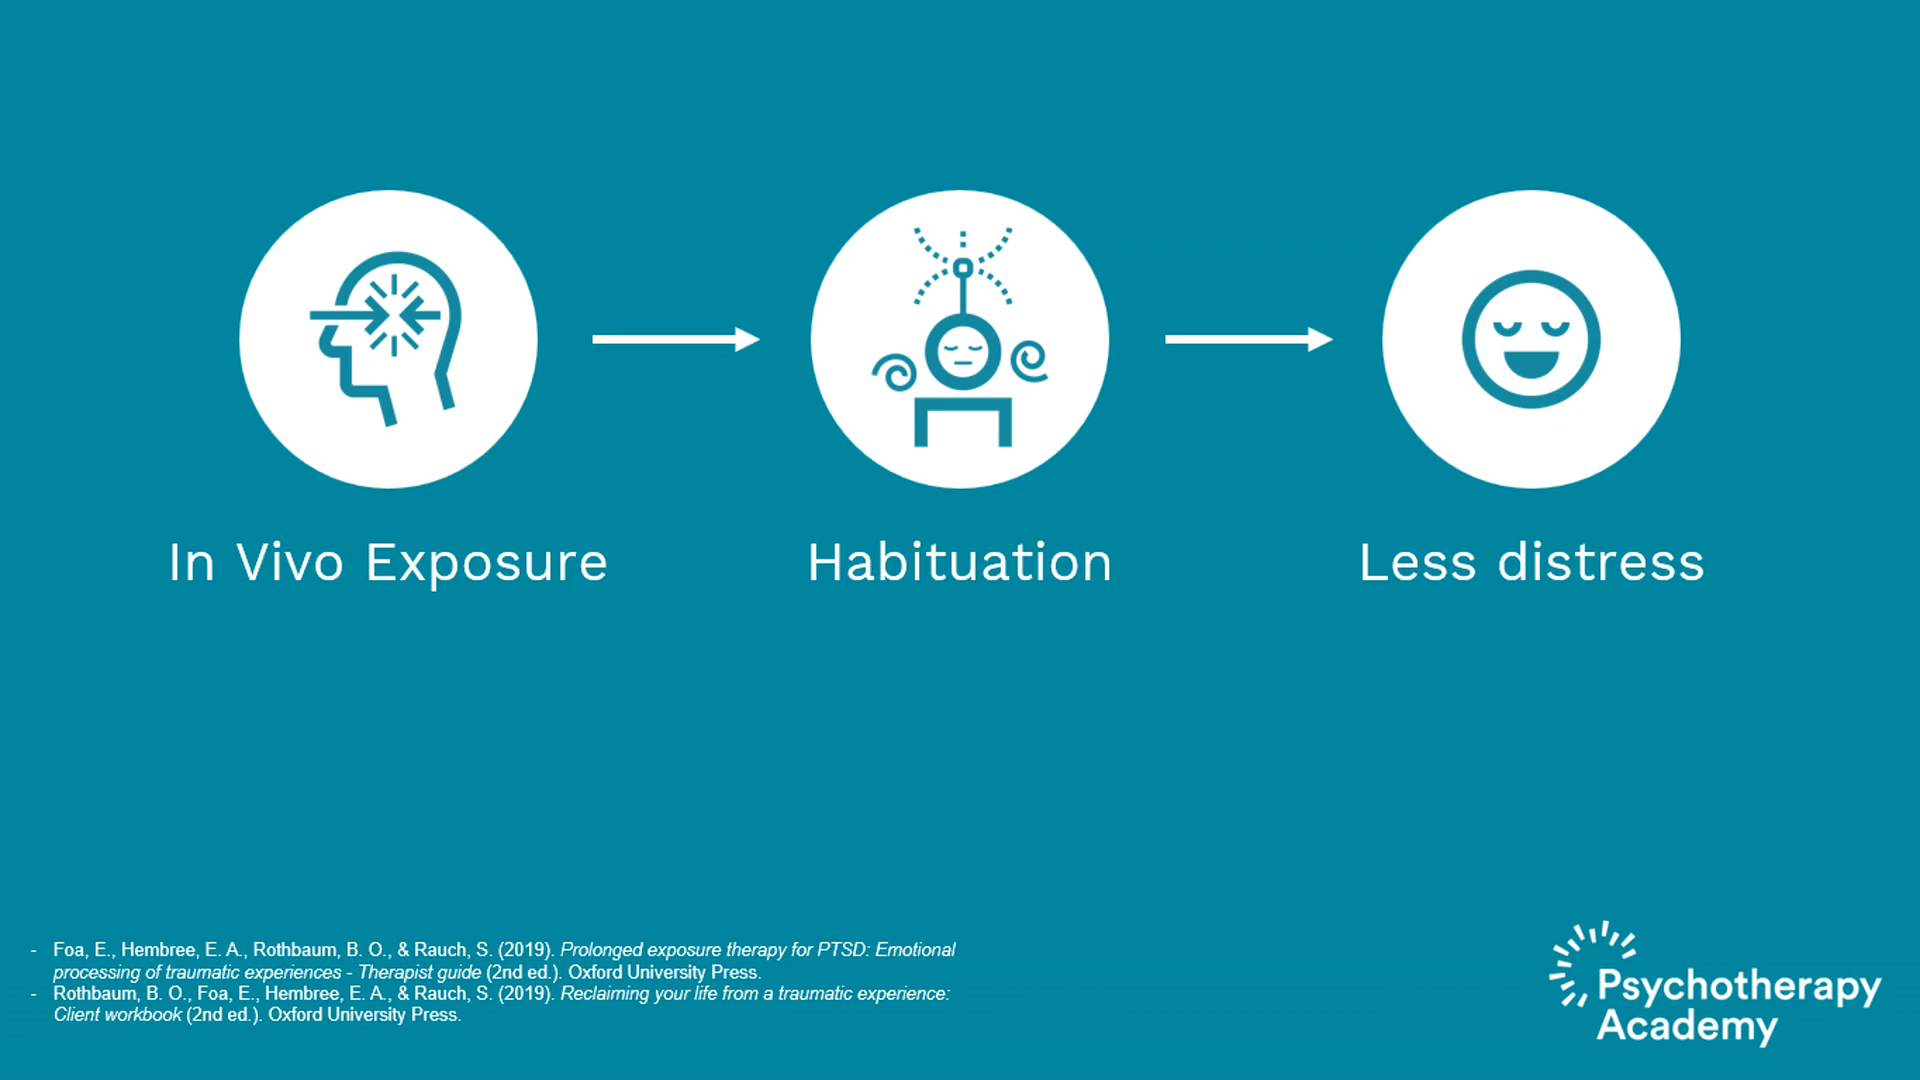 In Vivo Exposure
Habituation
Less distress
- Foa, E., Hembree, E. A., Rothbaum, B. O., & Rauch, S. (2019). Prolonged exposure therapy for PTSD: Emotional
processing of traumatic experiences - Therapist guide (2nd ed.). Oxford University Press.
- Rothbaum, B. O., Foa, E., Hembree, E. A., & Rauch, S. (2019). Reclaiming your life from a traumatic experience:
Client workbook (2nd ed.). Oxford University Press.
Psychotherapy
Academy